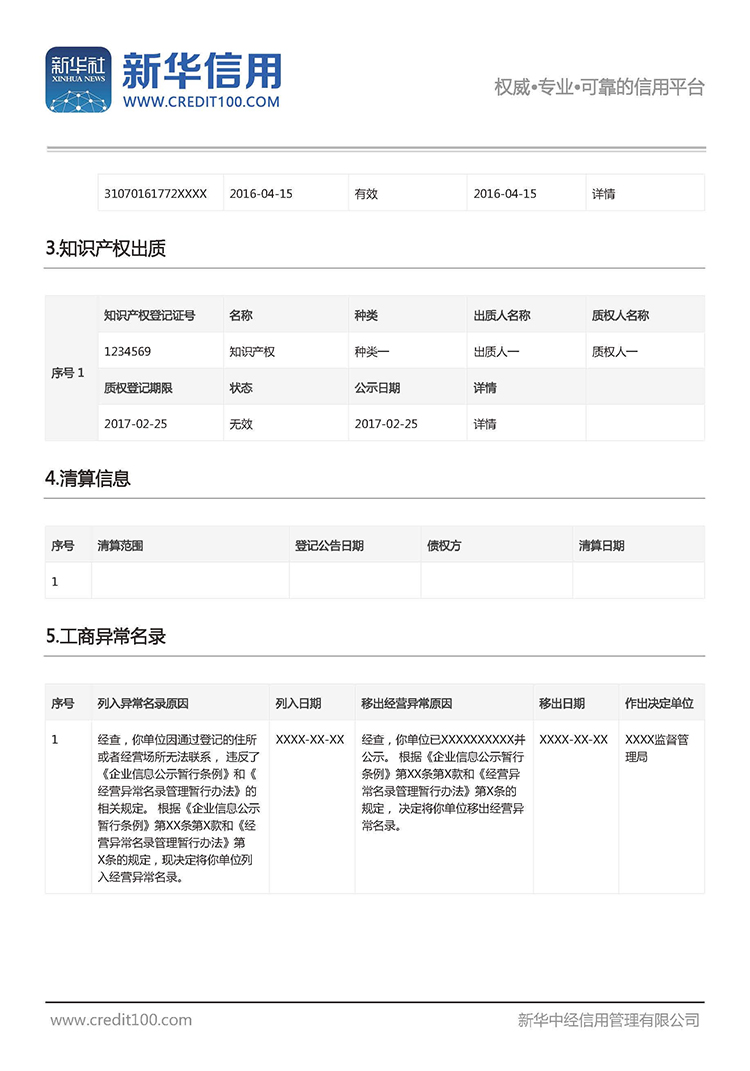 新华社
XINHUA NEWS
新华信用
WWW.CREDIT100.COM
权威•专业•可靠的信用平台
31070161772XXXX 2016-04-15 有效 2016-04-15 详情
3.知识产权出质
知识产权登记证号 名称 种类 出质人名称 质权人名称
1234569 知识产权 种类一 出质人一 质权人一
序号 1
质权登记期限 状态 公示日期 详情
2017-02-25 无效 2017-02-25 详情
4.清算信息
序号 清算范围 登记公告日期 债权方 清算日期
1
5.工商异常名录
序号 列入异常名录原因 列入日期 移出经营异常原因 移出日期 作出决定单位
1
经查，你单位因通过登记的住所
或者经营场所无法联系， 违反了
《企业信息公示暂行条例》和《
经营异常名录管理暂行办法》的
相关规定。 根据《企业信息公示
暂行条例》第XX条第X款和《经
营异常名录管理暂行办法》第
X条的规定，现决定将你单位列
入经营异常名录。
XXXX-XX-XX
经查，你单位已XXXXXXXXXX并
公示。 根据《企业信息公示暂行
条例》第XX条第X款和《经营异
常名录管理暂行办法》第X条的
规定， 决定将你单位移出经营异
常名录。
XXXX-XX-XX
XXXX监督管
理局
www.credit100.com
新华中经信用管理有限公司